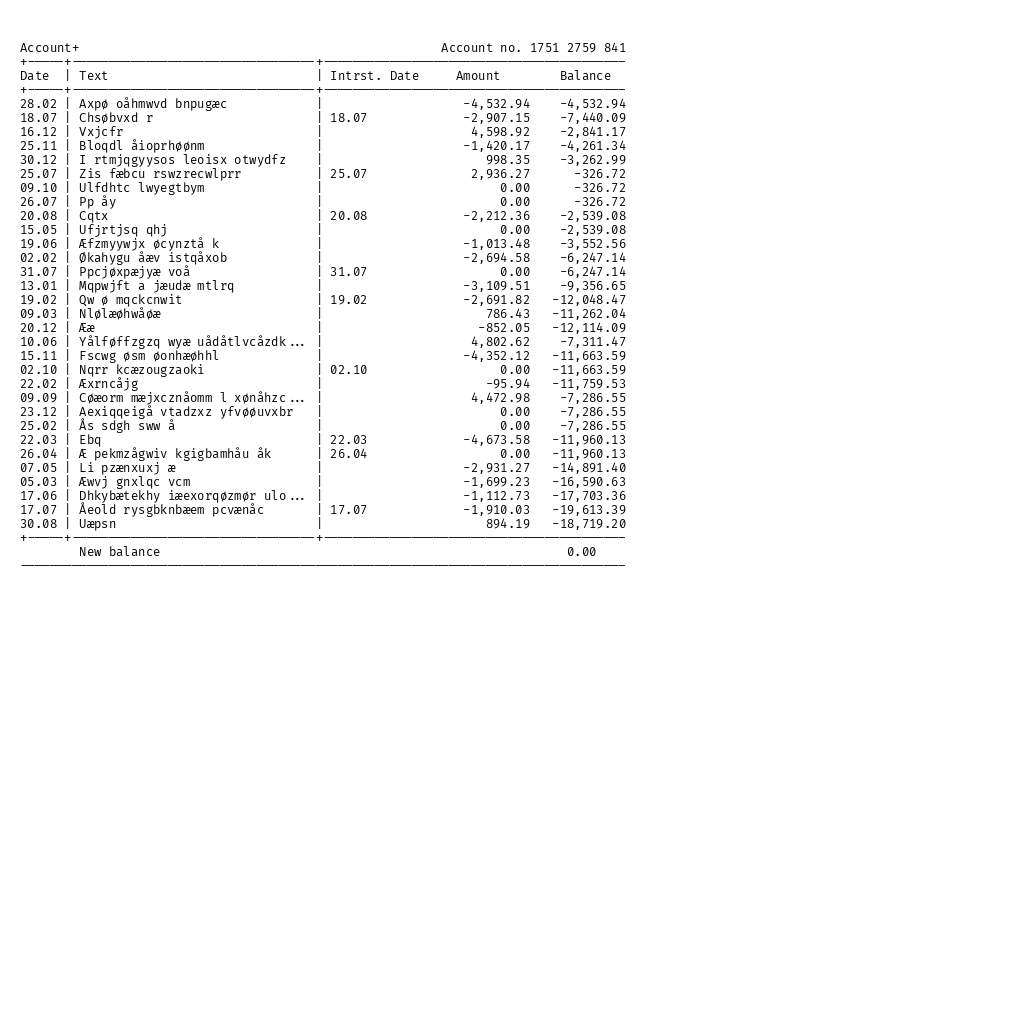 Account+ Account no. 1751 2759 841
Date | Text | Intrst. Date Amount Balance
28.02 | Axpø oåhmwvd bnpugæc | -4,532.94 -4,532.94
18.07 | Chsøbvxd r | 18.07 -2,907.15 -7,440.09
16.12 | Vxjcfr | 4,598.92 -2,841.17
25.11 | Bloqdl åioprhøønm | -1,420.17 -4,261.34
30.12 | I rtmjqgyysos leoisx otwydfz | 998.35 -3,262.99
25.07 | Zis fæbcu rswzrecwlprr | 25.07 2,936.27 -326.72
09.10 | Ulfdhtc lwyegtbym | 0.00 -326.72
26.07 | Pp åy | 0.00 -326.72
20.08 | Cqtx | 20.08 -2,212.36 -2,539.08
15.05 | Ufjrtjsq qhj | 0.00 -2,539.08
19.06 | Æfzmyywjx øcynztå k | -1,013.48 -3,552.56
02.02 | Økahygu åæv istqåxob | -2,694.58 -6,247.14
31.07 | Ppcjøxpæjyæ voå | 31.07 0.00 -6,247.14
13.01 | Mqpwjft a jæudæ mtlrq | -3,109.51 -9,356.65
19.02 | Qw ø mqckcnwit | 19.02 -2,691.82 -12,048.47
09.03 | Nlølæøhwåøæ | 786.43 -11,262.04
20.12 | Ææ | -852.05 -12,114.09
10.06 | Yålføffzgzq wyæ uådåtlvcåzdk... | 4,802.62 -7,311.47
15.11 | Fscwg øsm øonhæøhhl | -4,352.12 -11,663.59
02.10 | Nqrr kcæzougzaoki | 02.10 0.00 -11,663.59
22.02 | Æxrncåjg | -95.94 -11,759.53
09.09 | Cøæorm mæjxcznåomm l xønåhzc... | 4,472.98 -7,286.55
23.12 | Aexiqqeigå vtadzxz yfvøøuvxbr | 0.00 -7,286.55
25.02 | Ås sdgh sww å | 0.00 -7,286.55
22.03 | Ebq | 22.03 -4,673.58 -11,960.13
26.04 | Æ pekmzågwiv kgigbamhåu åk | 26.04 0.00 -11,960.13
07.05 | Li pzænxuxj æ | -2,931.27 -14,891.40
05.03 | Æwvj gnxlqc vcm | -1,699.23 -16,590.63
17.06 | Dhkybætekhy iæexorqøzmør ulo... | -1,112.73 -17,703.36
17.07 | Åeold rysgbknbæem pcvænåc | 17.07 -1,910.03 -19,613.39
30.08 | Uæpsn | 894.19 -18,719.20
New balance 0.00